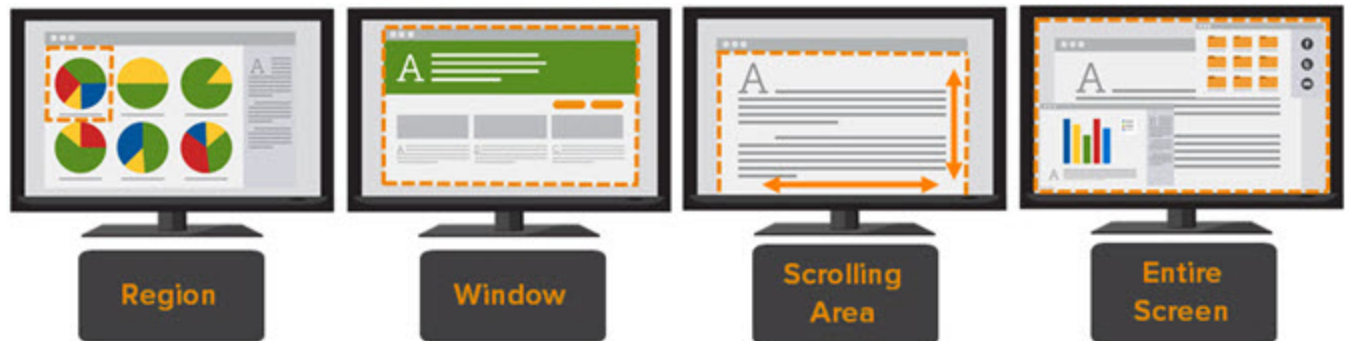 A
A
A
A
Region
Window
Scrolling
Area
Entire
Screen